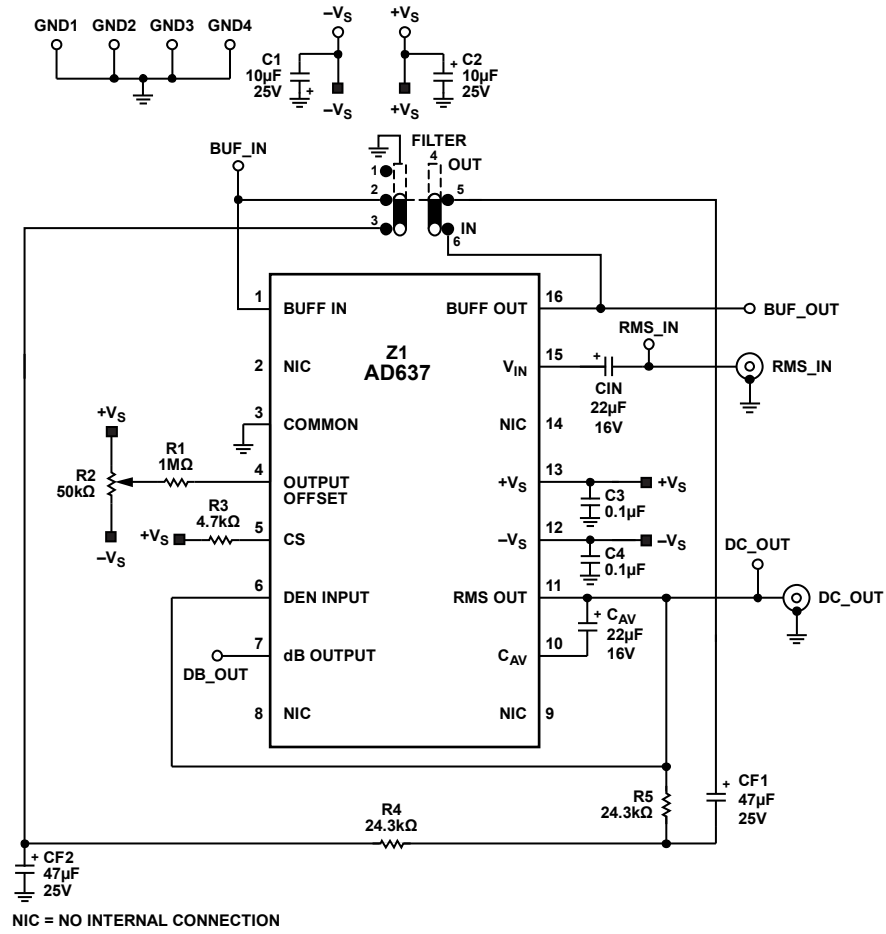 GND1 GND2 GND3 GND4
–VS
+VS
C1
10µF
25V
+
–VS
+VS
+ C2
10µF
25V
BUF_IN
FILTER
4
OUT
1
2
3
5
IN
6
1 BUFF IN
BUFF OUT 16
BUF_OUT
RMS_IN
Z1
AD637
2 NIC
VIN 15
+
CIN
22µF
16V
RMS_IN
3 COMMON
NIC 14
+VS
R2
50kΩ
–VS
R1
1MΩ
4 OUTPUT
OFFSET
+VS 13
+VS
C3
0.1µF
R3
4.7kΩ
+VS
5 CS
–VS 12
–VS
C4
0.1µF
DC_OUT
6 DEN INPUT
RMS OUT 11
DC_OUT
+ CAV
22µF
16V
7 dB OUTPUT
DB_OUT
CAV 10
8 NIC
NIC 9
R4
24.3kΩ
R5
24.3kΩ
+ CF1
47µF
25V
+ CF2
47µF
25V
NIC = NO INTERNAL CONNECTION